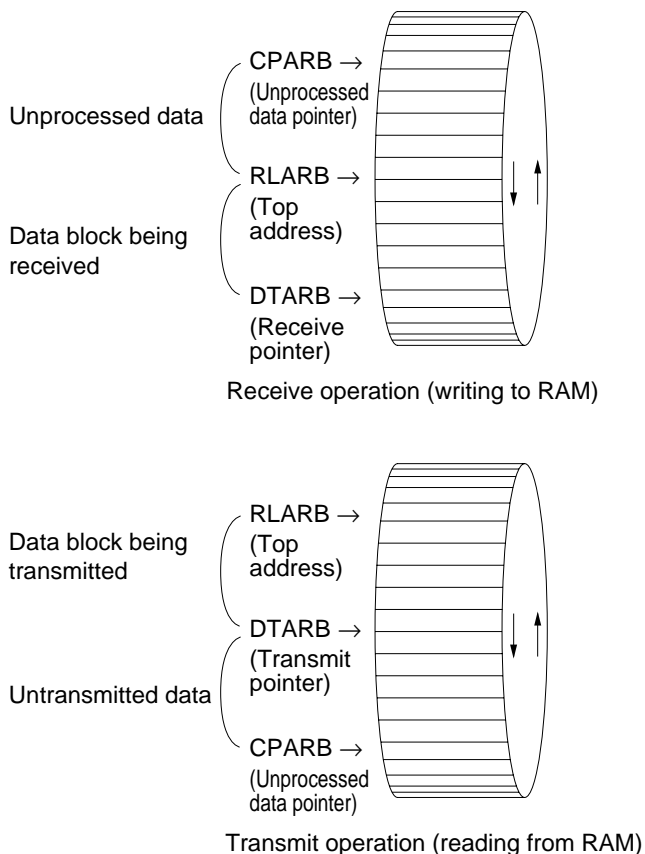 CPARB →
(Unprocessed
data pointer)
Unprocessed data
RLARB →
(Top
address)
Data block being
received
DTARB →
(Receive
pointer)
Receive operation (writing to RAM)
RLARB →
(Top
address)
Data block being
transmitted
DTARB →
(Transmit
pointer)
Untransmitted data
CPARB →
(Unprocessed
data pointer)
Transmit operation (reading from RAM)